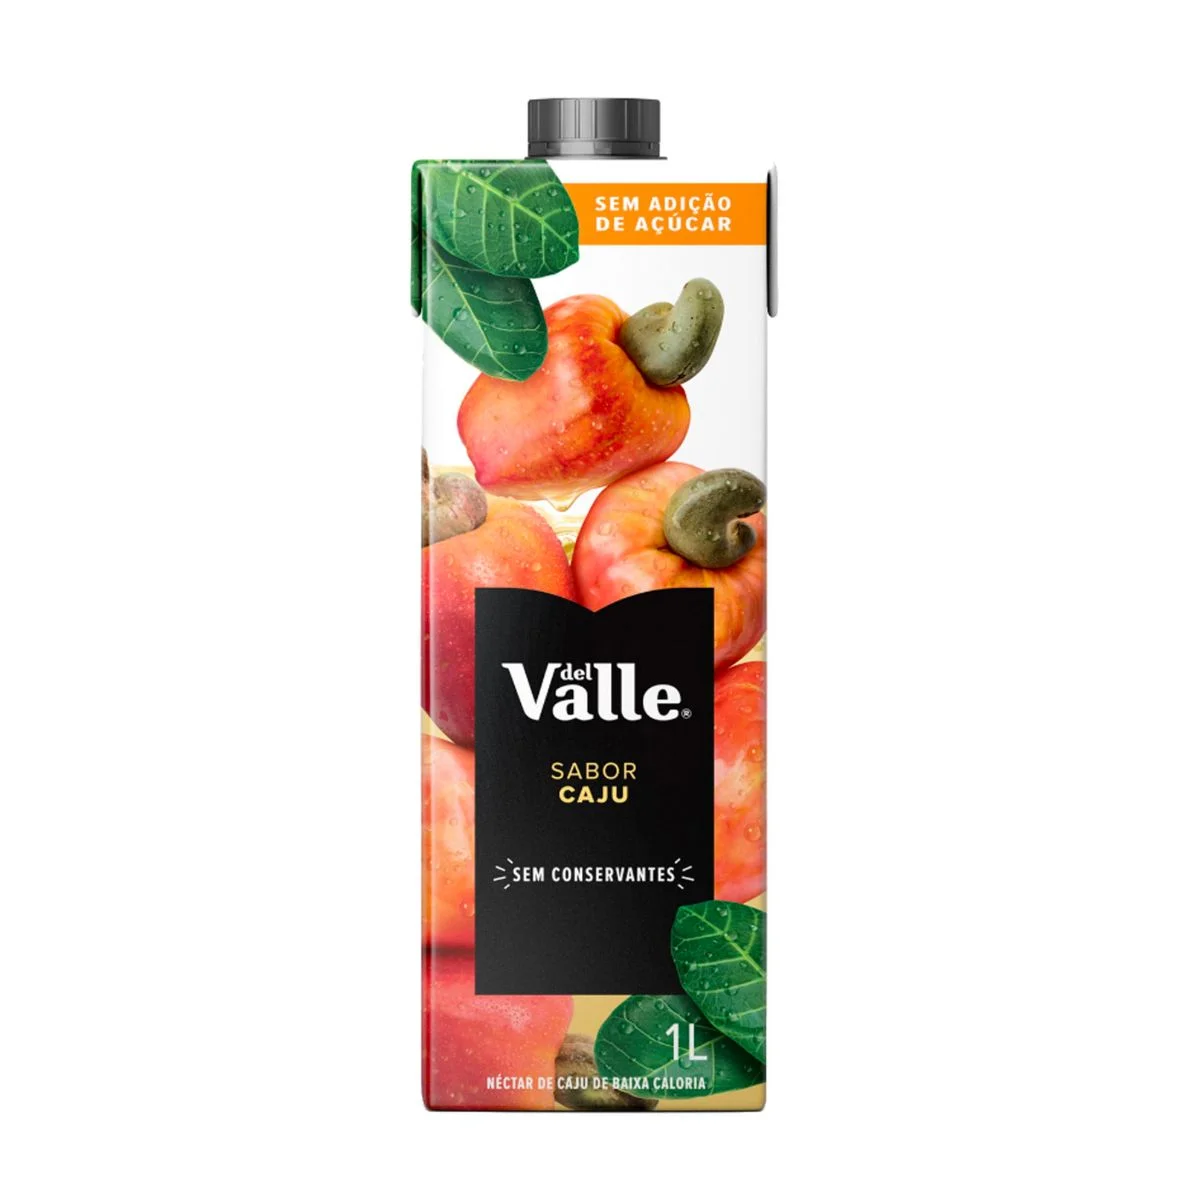 SEM ADIÇÃO
DE AÇÚCAR
del
Valle®
SABOR
CAJU
SEM CONSERVANTES
1L
NÉCTAR DE CAJU DE BAIXA CALORIA